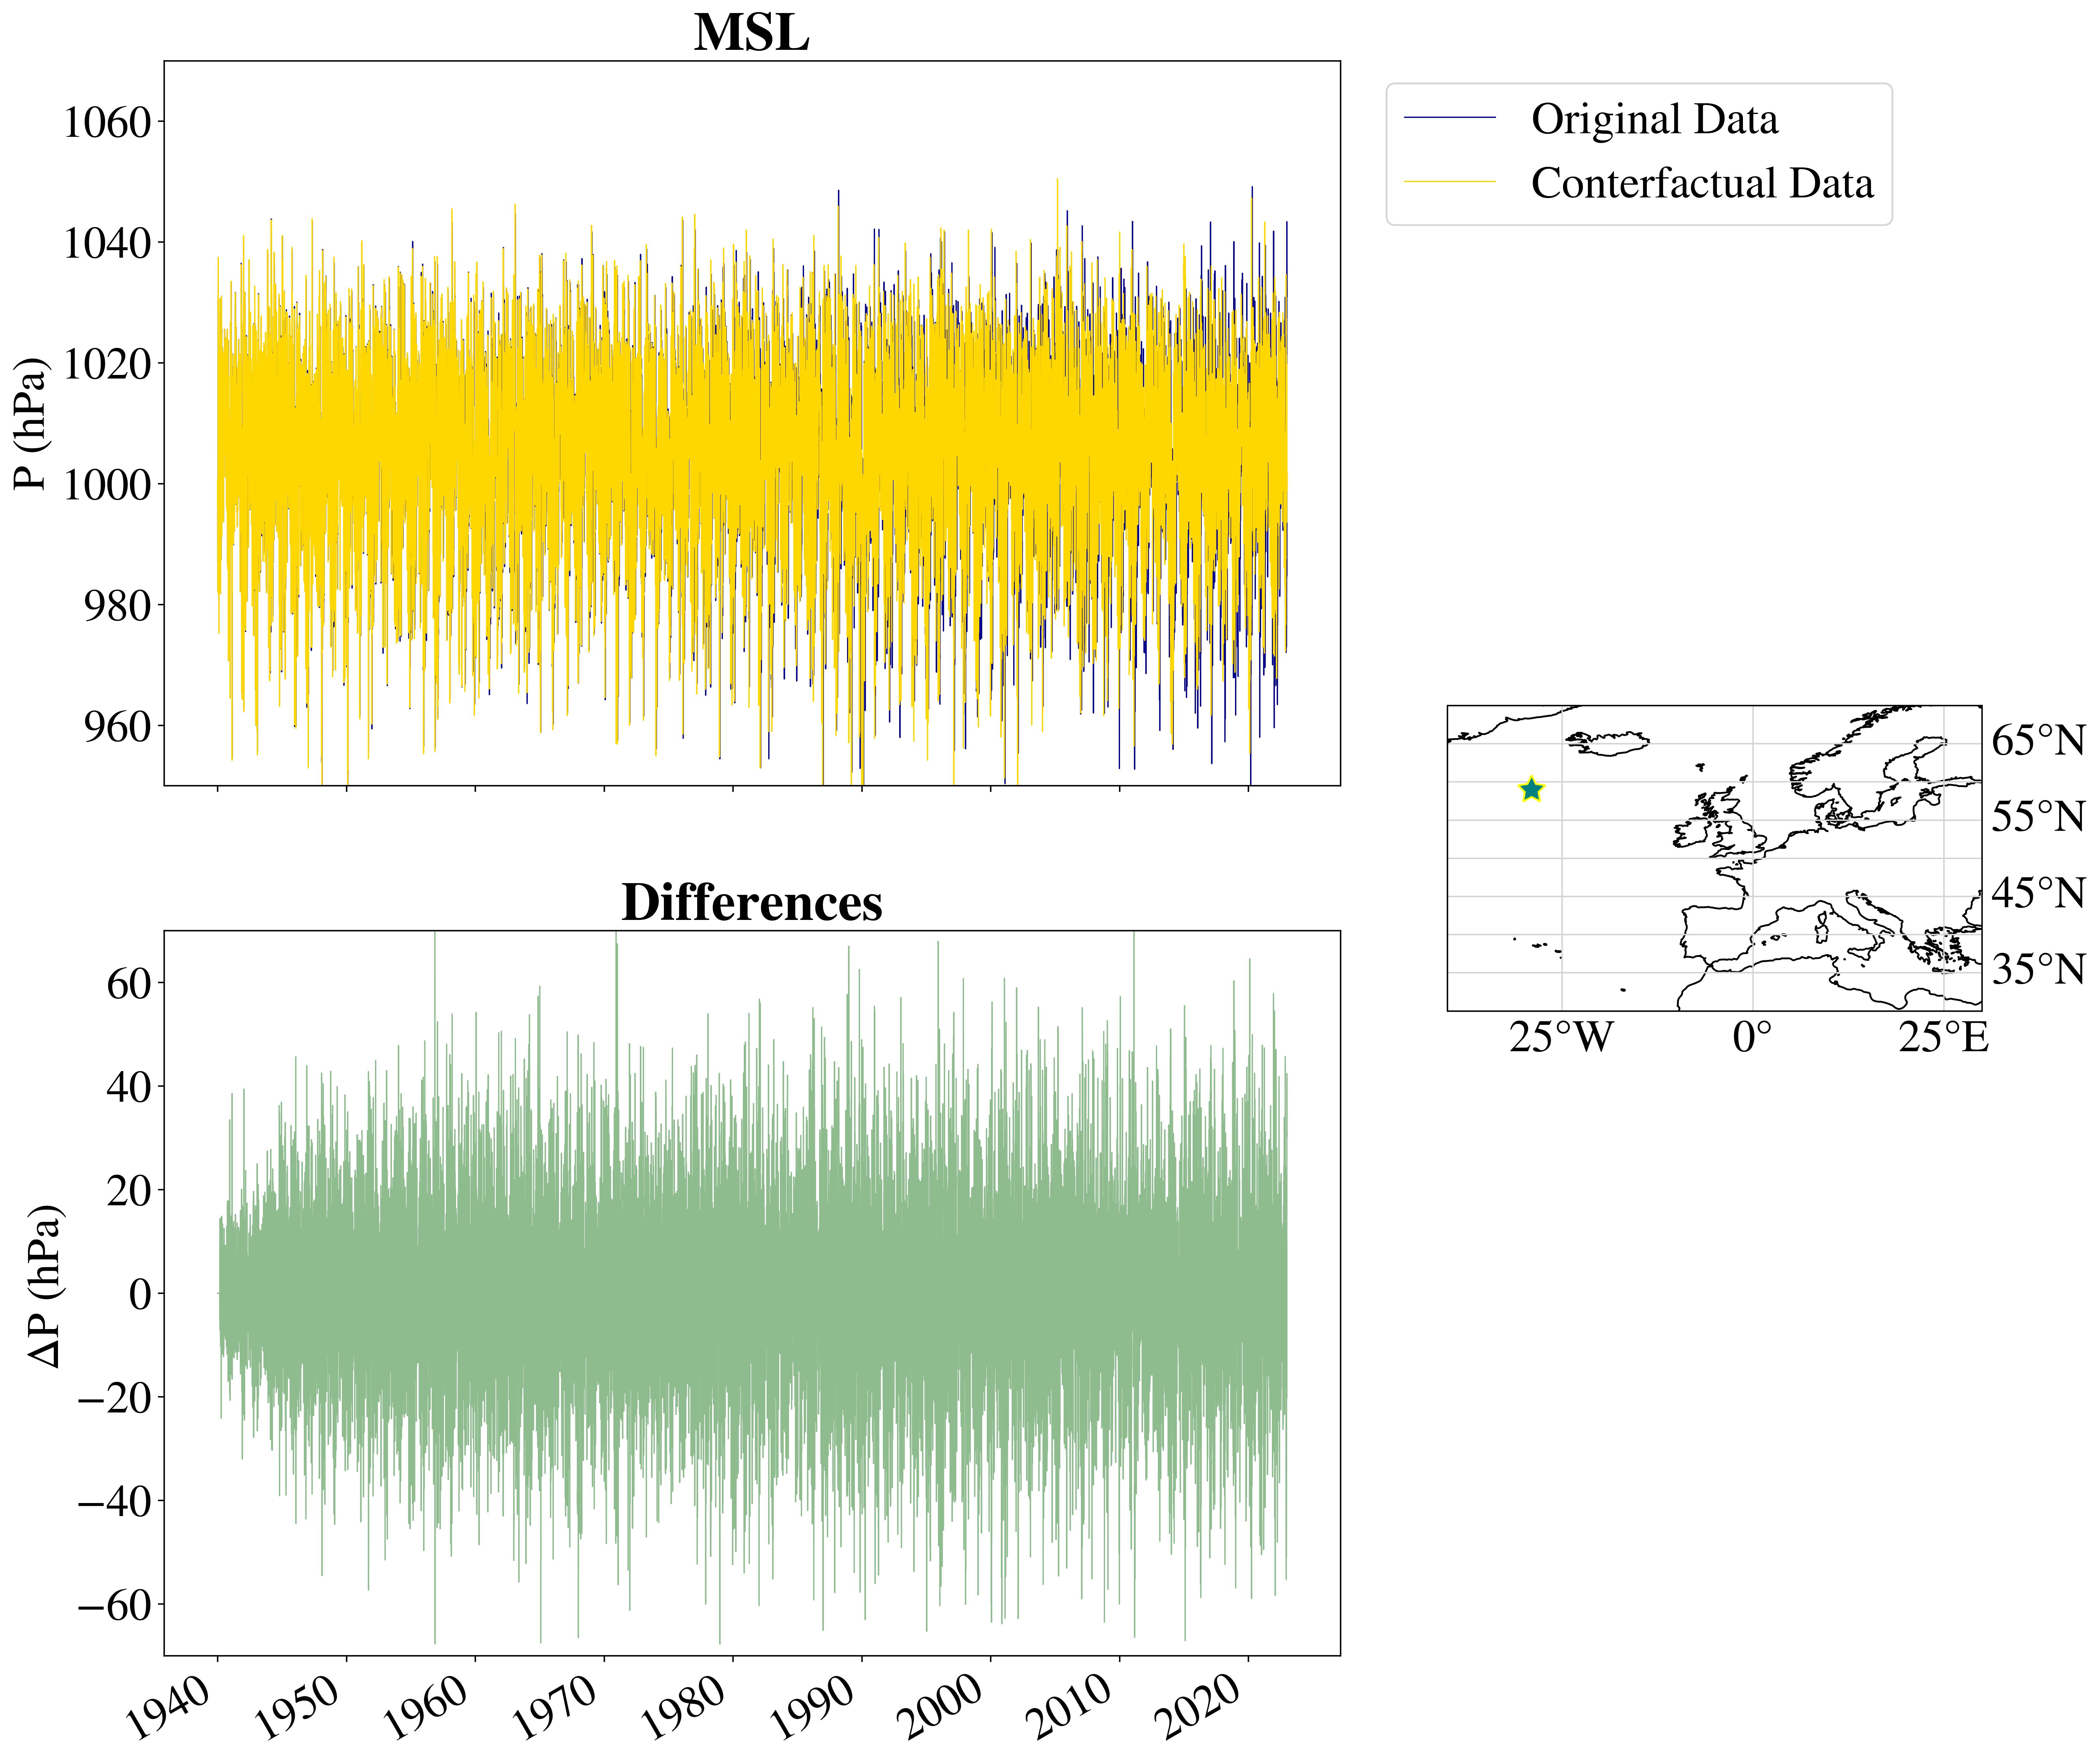 MSL
1060
1040
1020
1000
980
960
P (hPa)
Original Data
Conterfactual Data
65°N
55°N
45°N
35°N
25°W 0° 25°E
Differences
60
40
20
0
−20
−40
−60
ΔP (hPa)
1940 1950 1960 1970 1980 1990 2000 2010 2020